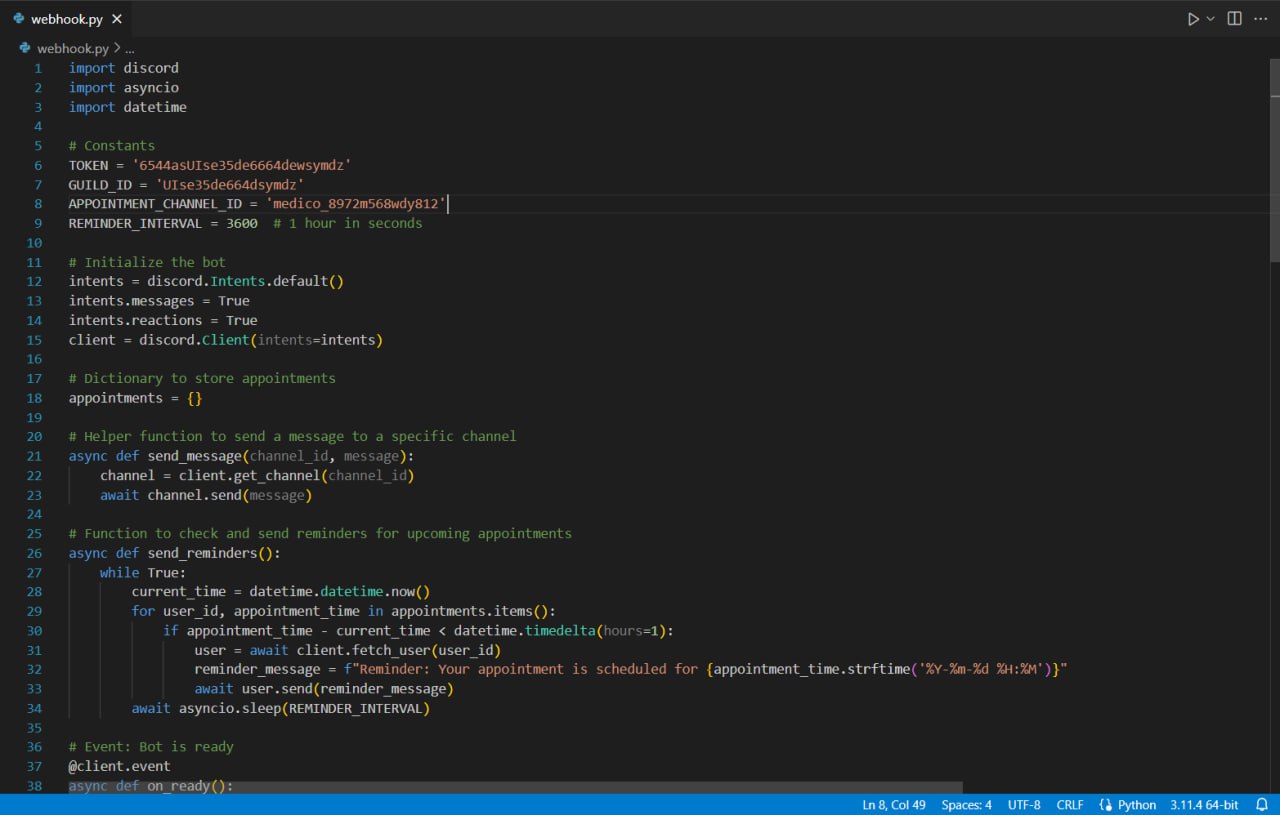 webhook.py
webhook.py > ...
1 import discord
2 import asyncio
3 import datetime
4
5 # Constants
6 TOKEN = '6544asUIse35de6664dewsymdz'
7 GUILD_ID = 'UIse35de664dsymdz'
8 APPOINTMENT_CHANNEL_ID = 'medico_8972m568wdy812'
9 REMINDER_INTERVAL = 3600  # 1 hour in seconds
10
11 # Initialize the bot
12 intents = discord.Intents.default()
13 intents.messages = True
14 intents.reactions = True
15 client = discord.Client(intents=intents)
16
17 # Dictionary to store appointments
18 appointments = {}
19
20 # Helper function to send a message to a specific channel
21 async def send_message(channel_id, message):
22     channel = client.get_channel(channel_id)
23     await channel.send(message)
24
25 # Function to check and send reminders for upcoming appointments
26 async def send_reminders():
27     while True:
28         current_time = datetime.datetime.now()
29         for user_id, appointment_time in appointments.items():
30             if appointment_time - current_time < datetime.timedelta(hours=1):
31                 user = await client.fetch_user(user_id)
32                 reminder_message = f"Reminder: Your appointment is scheduled for {appointment_time.strftime('%Y-%m-%d %H:%M')}"
33                 await user.send(reminder_message)
34         await asyncio.sleep(REMINDER_INTERVAL)
35
36 # Event: Bot is ready
37 @client.event
38 async def on_ready():
Ln 8, Col 49 Spaces: 4 UTF-8 CRLF Python 3.11.4 64-bit